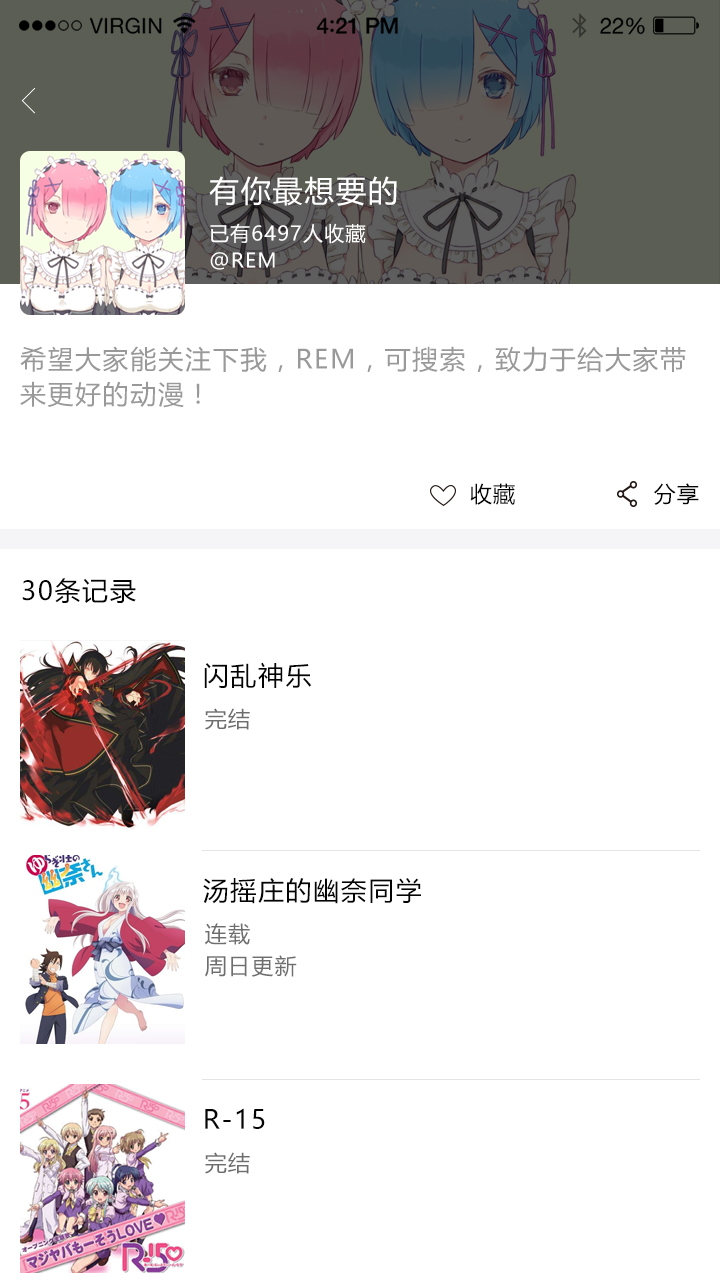 VIRGIN
4:21 PM
22%
有你最想要的
已有6497人收藏
@REM
希望大家能关注下我，REM，可搜索，致力于给大家带
来更好的动漫！
收藏
分享
30条记录
闪乱神乐
完结
ゆらぎ荘の
幽奈さん
汤摇庄的幽奈同学
连载
周日更新
R-15
完结
マジヤバもーそうLOVE
R-15